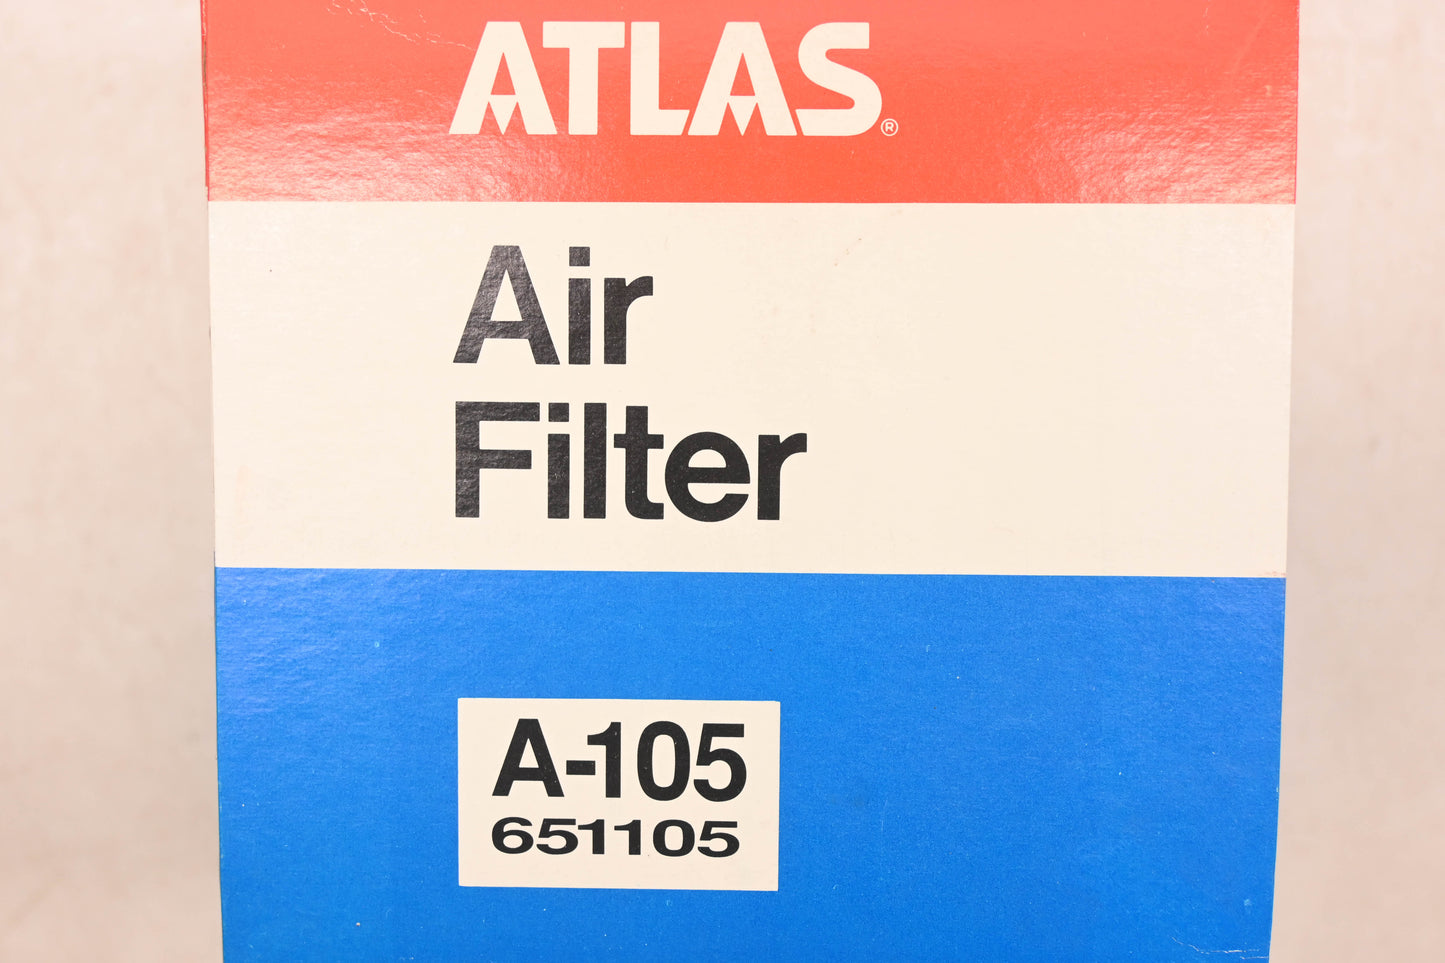 ATLAS®
Air
Filter
A-105
651105